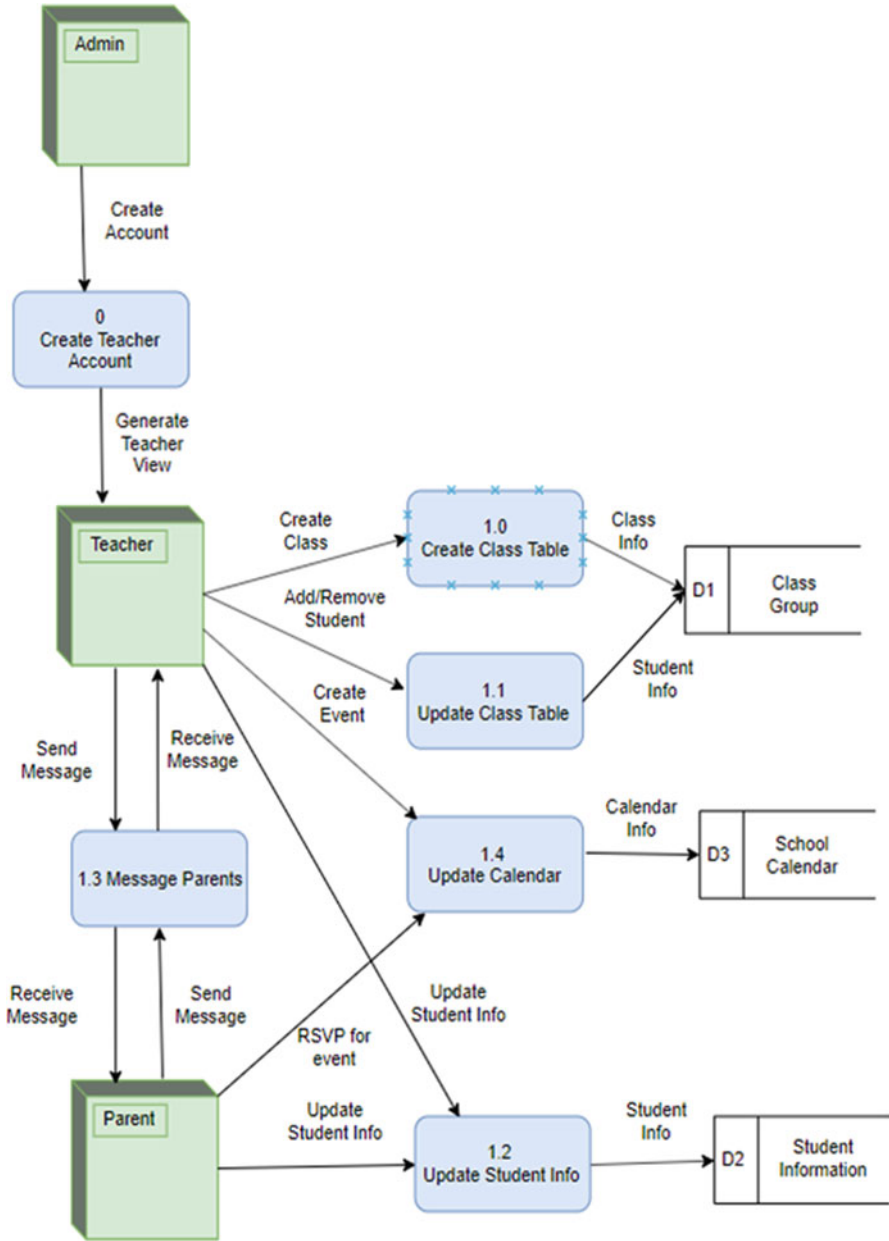 Admin
Create
Account
0
Create Teacher
Account
Generate
Teacher
View
Teacher
Create
Class
1.0
Create Class Table
Class
Info
D1
Class
Group
Add/Remove
Student
1.1
Update Class Table
Student
Info
Create
Event
Send
Message
Receive
Message
1.3 Message Parents
1.4
Update Calendar
Calendar
Info
D3
School
Calendar
Receive
Message
Send
Message
Update
Student Info
RSVP for
event
Parent
Update
Student Info
1.2
Update Student Info
Student
Info
D2
Student
Information